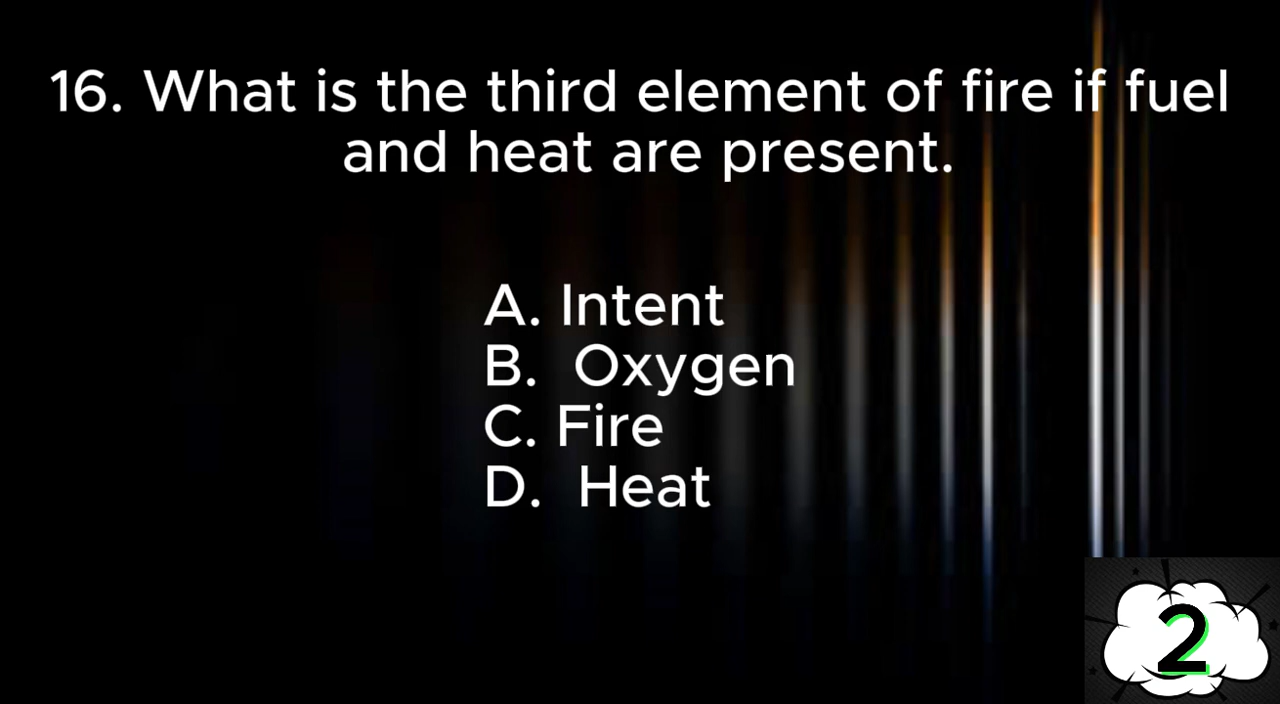 16. What is the third element of fire if fuel
and heat are present.
A. Intent
B. Oxygen
C. Fire
D. Heat
2